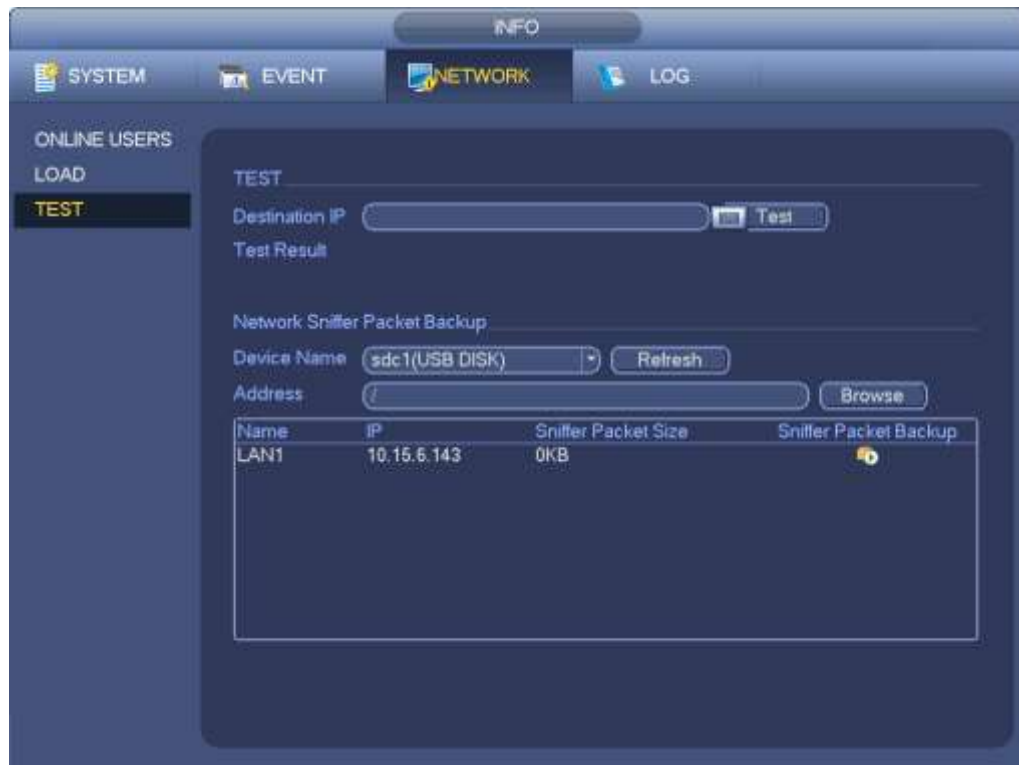 INFO
SYSTEM EVENT NETWORK LOG
ONLINE USERS
LOAD
TEST
TEST
Destination IP Test
Test Result
Network Sniffer Packet Backup
Device Name sdc1(USB DISK) Refresh
Address / Browse
Name IP Sniffer Packet Size Sniffer Packet Backup
LAN1 10.15.6.143 0KB